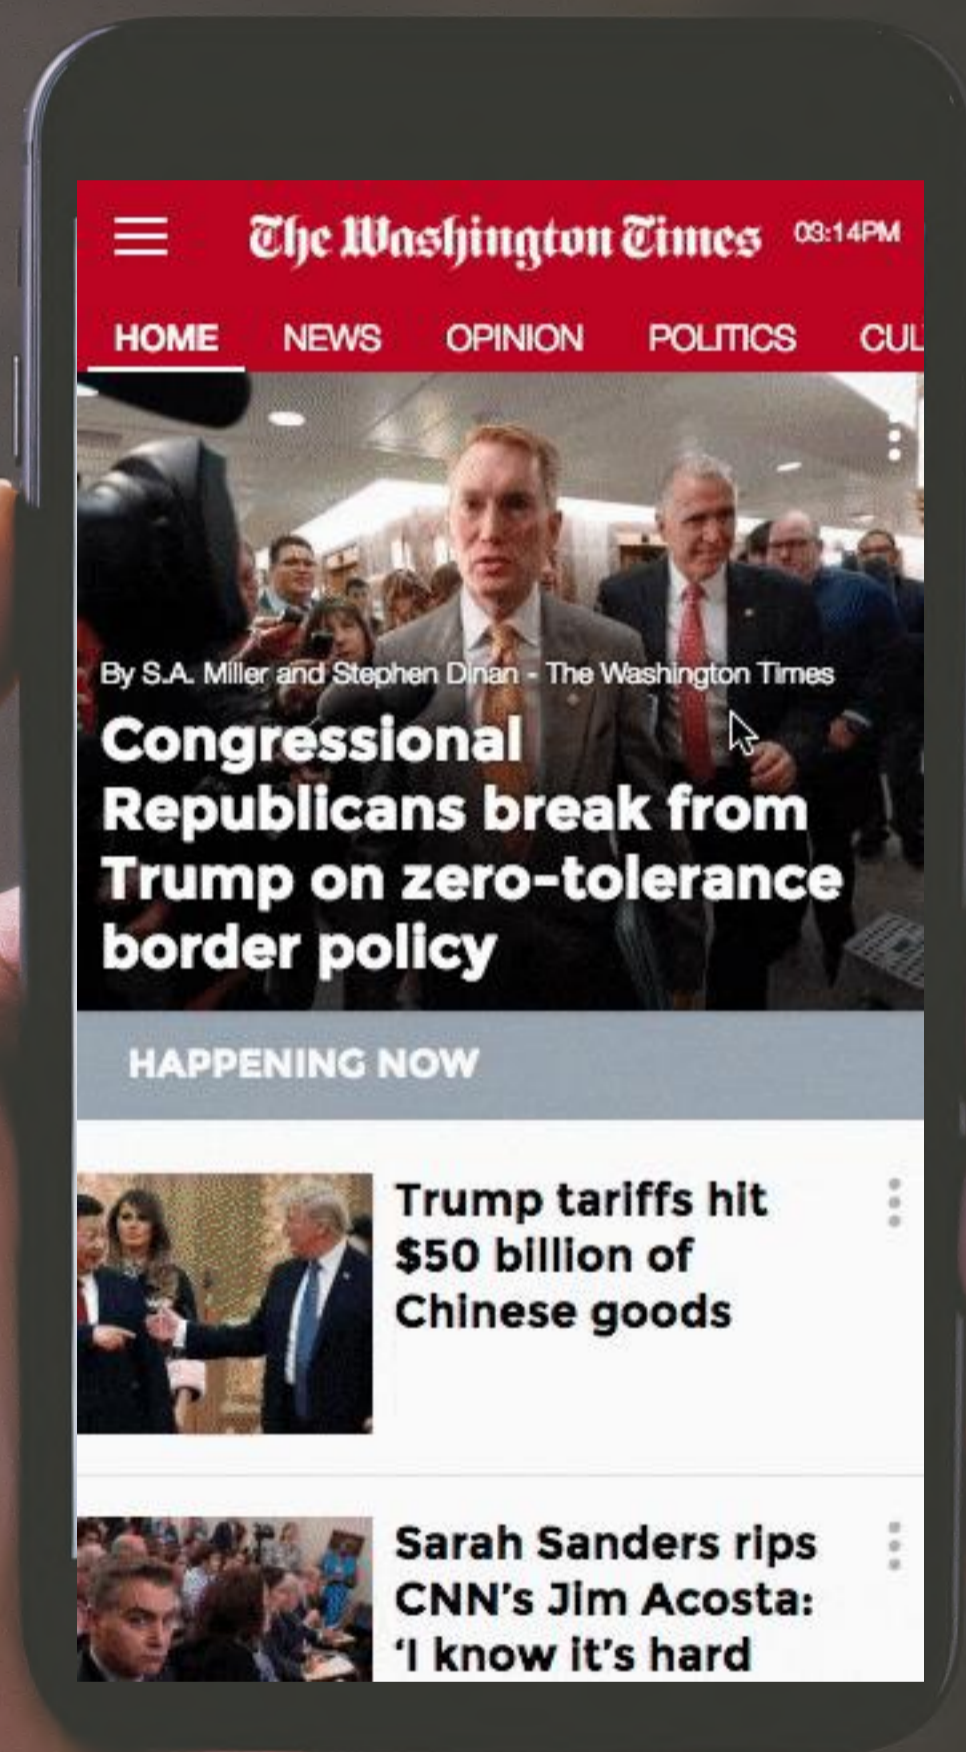 The Washington Times
03:14PM
HOME NEWS OPINION POLITICS CUL
By S.A. Miller and Stephen Dinan - The Washington Times
Congressional
Republicans break from
Trump on zero-tolerance
border policy
HAPPENING NOW
Trump tariffs hit
$50 billion of
Chinese goods
Sarah Sanders rips
CNN's Jim Acosta:
‘I know it's hard